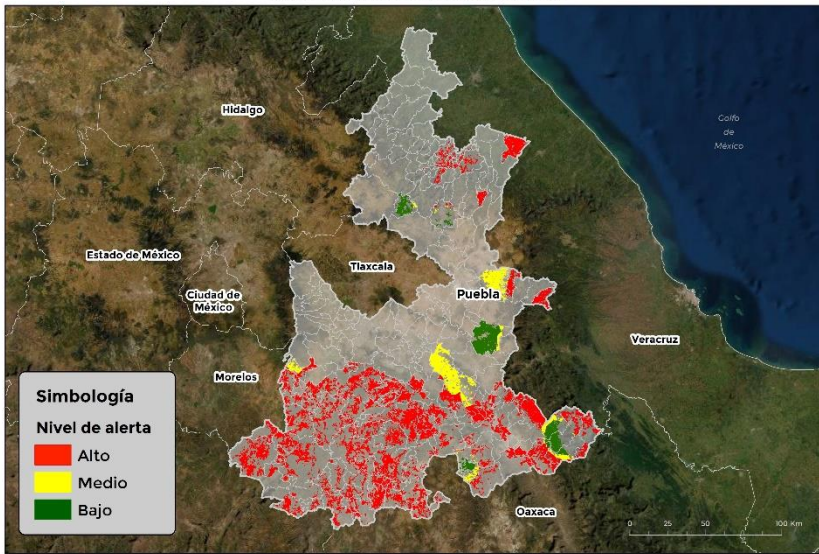 Hidalgo
Golfo
de
México
Estado de México
Tlaxcala
Ciudad de
México
Puebla
Veracruz
Morelos
Simbología
Nivel de alerta
Alto
Medio
Bajo
Oaxaca
0 25 50 100 Km